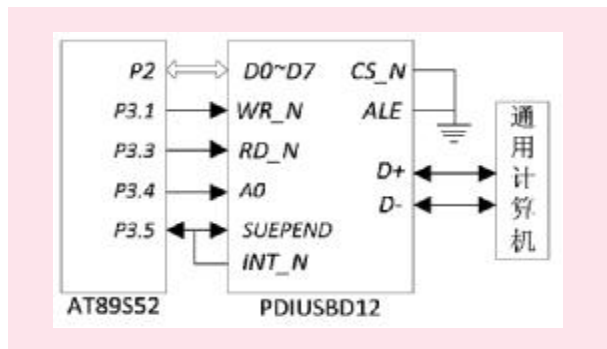 P2 D0~D7 CS_N
P3.1 WR_N ALE
P3.3 RD_N
P3.4 A0 D+
P3.5 SUEPEND D-
INT_N
通用计算机
AT89S52 PDIUSBD12